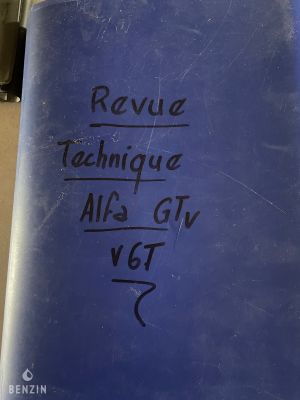 Revue
Technique
Alfa GTv
V6T
BENZIN